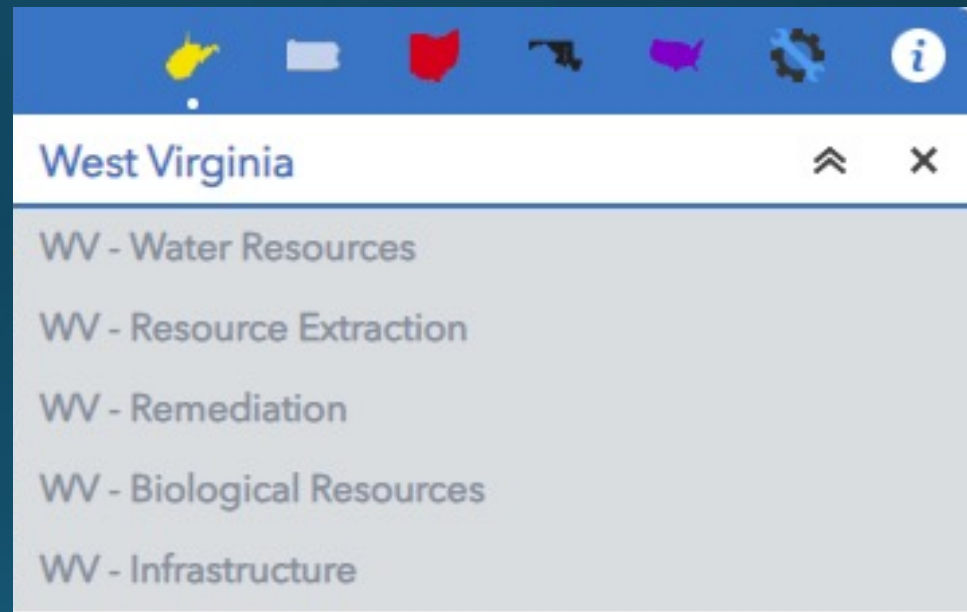 i
West Virginia
WV - Water Resources
WV - Resource Extraction
WV - Remediation
WV - Biological Resources
WV - Infrastructure